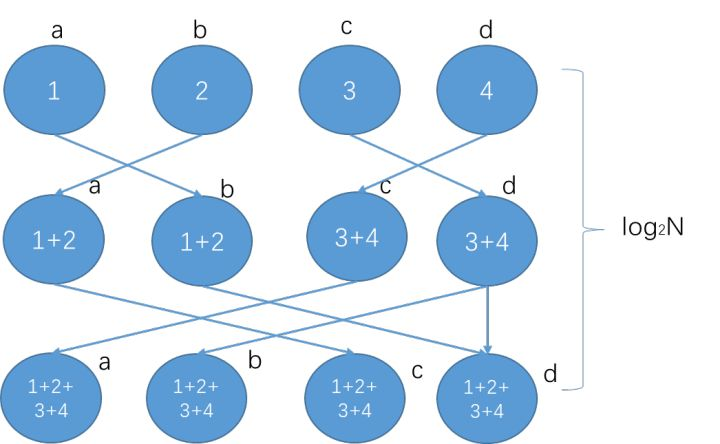 a b c d
1 2 3 4
a b c d
1+2 1+2 3+4 3+4
log₂N
a b c d
1+2+ 1+2+ 1+2+ 1+2+
3+4 3+4 3+4 3+4